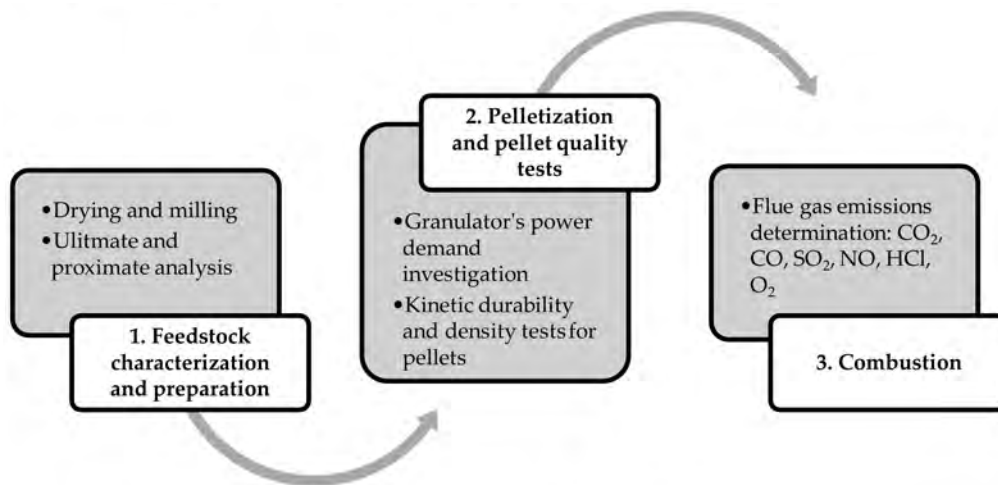 •Drying and milling
•Ulitmate and
proximate analysis
1. Feedstock
characterization
and preparation
2. Pelletization
and pellet quality
tests
•Granulator's power
demand
investigation
•Kinetic durability
and density tests for
pellets
•Flue gas emissions
determination: CO₂,
CO, SO₂, NO, HCl,
O₂
3. Combustion